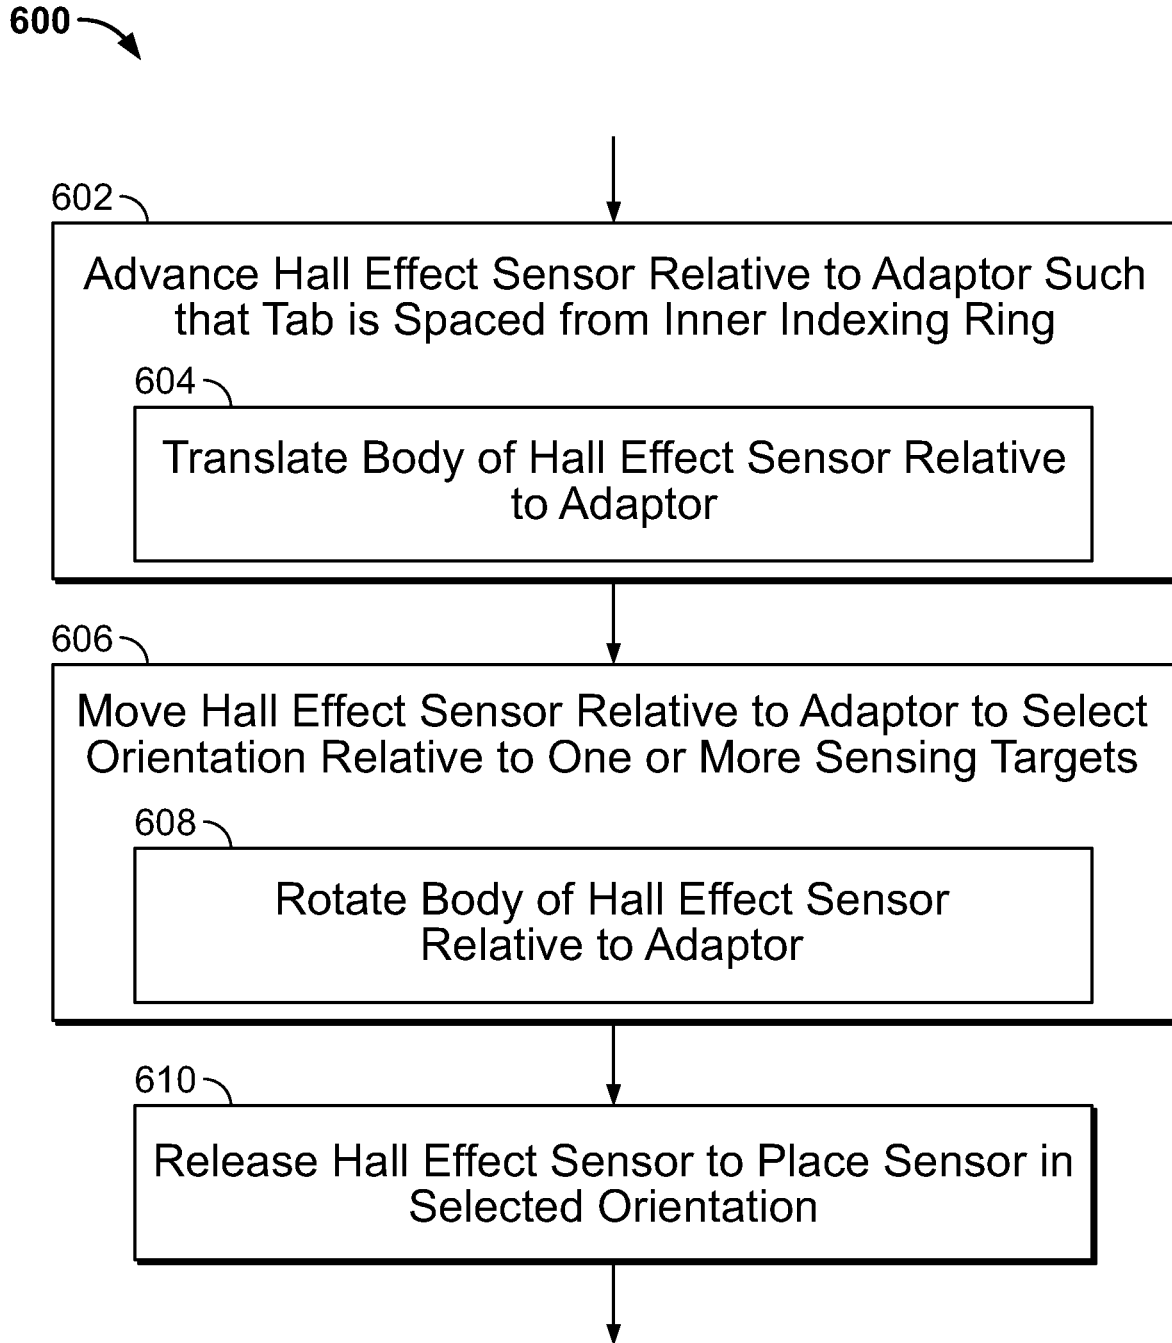 600
602
Advance Hall Effect Sensor Relative to Adaptor Such
that Tab is Spaced from Inner Indexing Ring
604
Translate Body of Hall Effect Sensor Relative
to Adaptor
606
Move Hall Effect Sensor Relative to Adaptor to Select
Orientation Relative to One or More Sensing Targets
608
Rotate Body of Hall Effect Sensor
Relative to Adaptor
610
Release Hall Effect Sensor to Place Sensor in
Selected Orientation